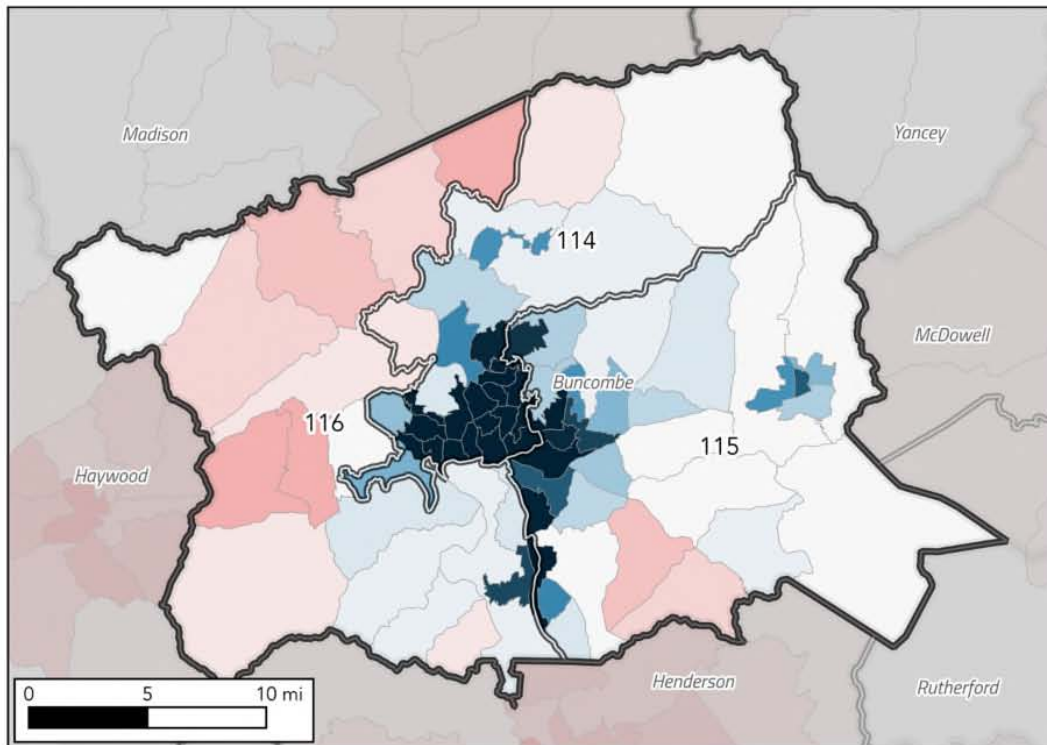 Madison
Yancey
114
McDowell
Buncombe
116
115
Haywood
Henderson
Rutherford
0 5 10 mi